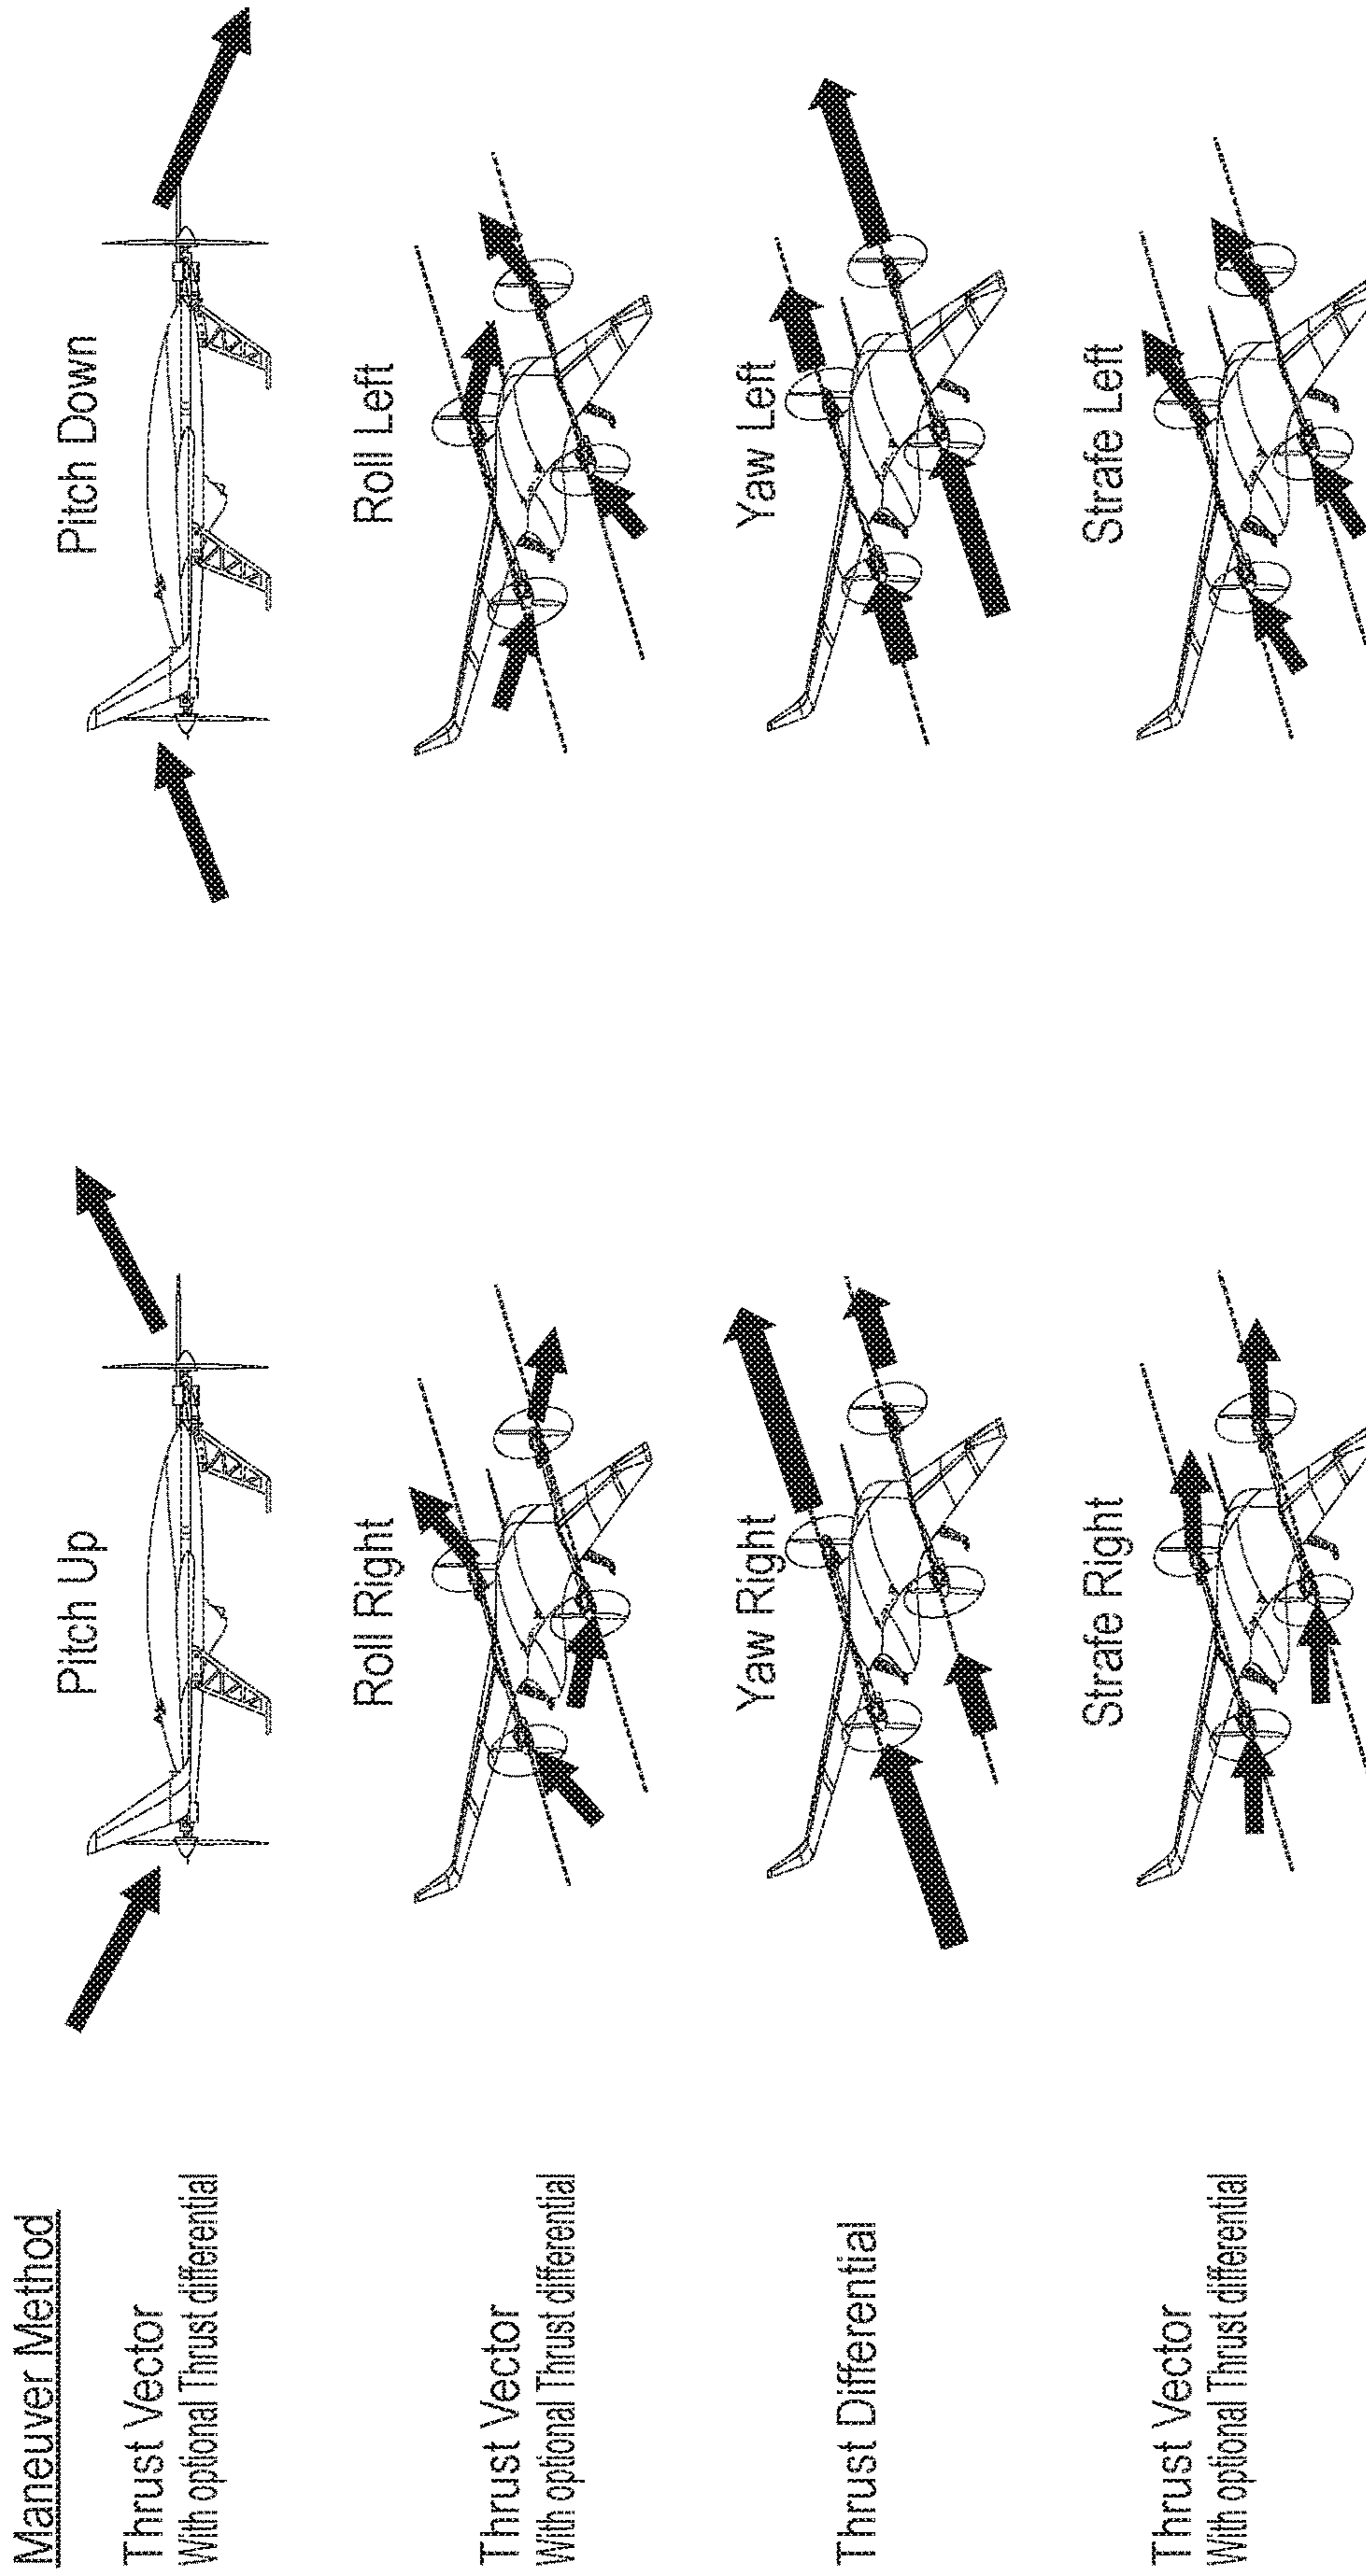 Maneuver Method
Thrust Vector
With optional Thrust differential
Pitch Up
Pitch Down
Thrust Vector
With optional Thrust differential
Roll Right
Roll Left
Thrust Differential
Yaw Right
Yaw Left
Thrust Vector
With optional Thrust differential
Strafe Right
Strafe Left